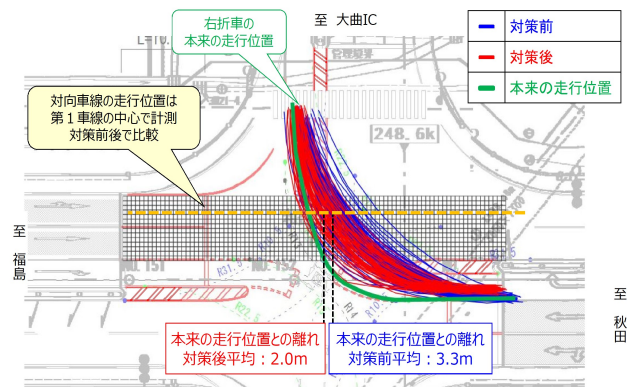 至 大曲IC
右折車の
本来の走行位置
対策前
対策後
本来の走行位置
管理境界
対向車線の走行位置は
第１車線の中心で計測
対策前後で比較
248.6k
至
福島
至
秋田
本来の走行位置との離れ
対策後平均：2.0m
本来の走行位置との離れ
対策前平均：3.3m